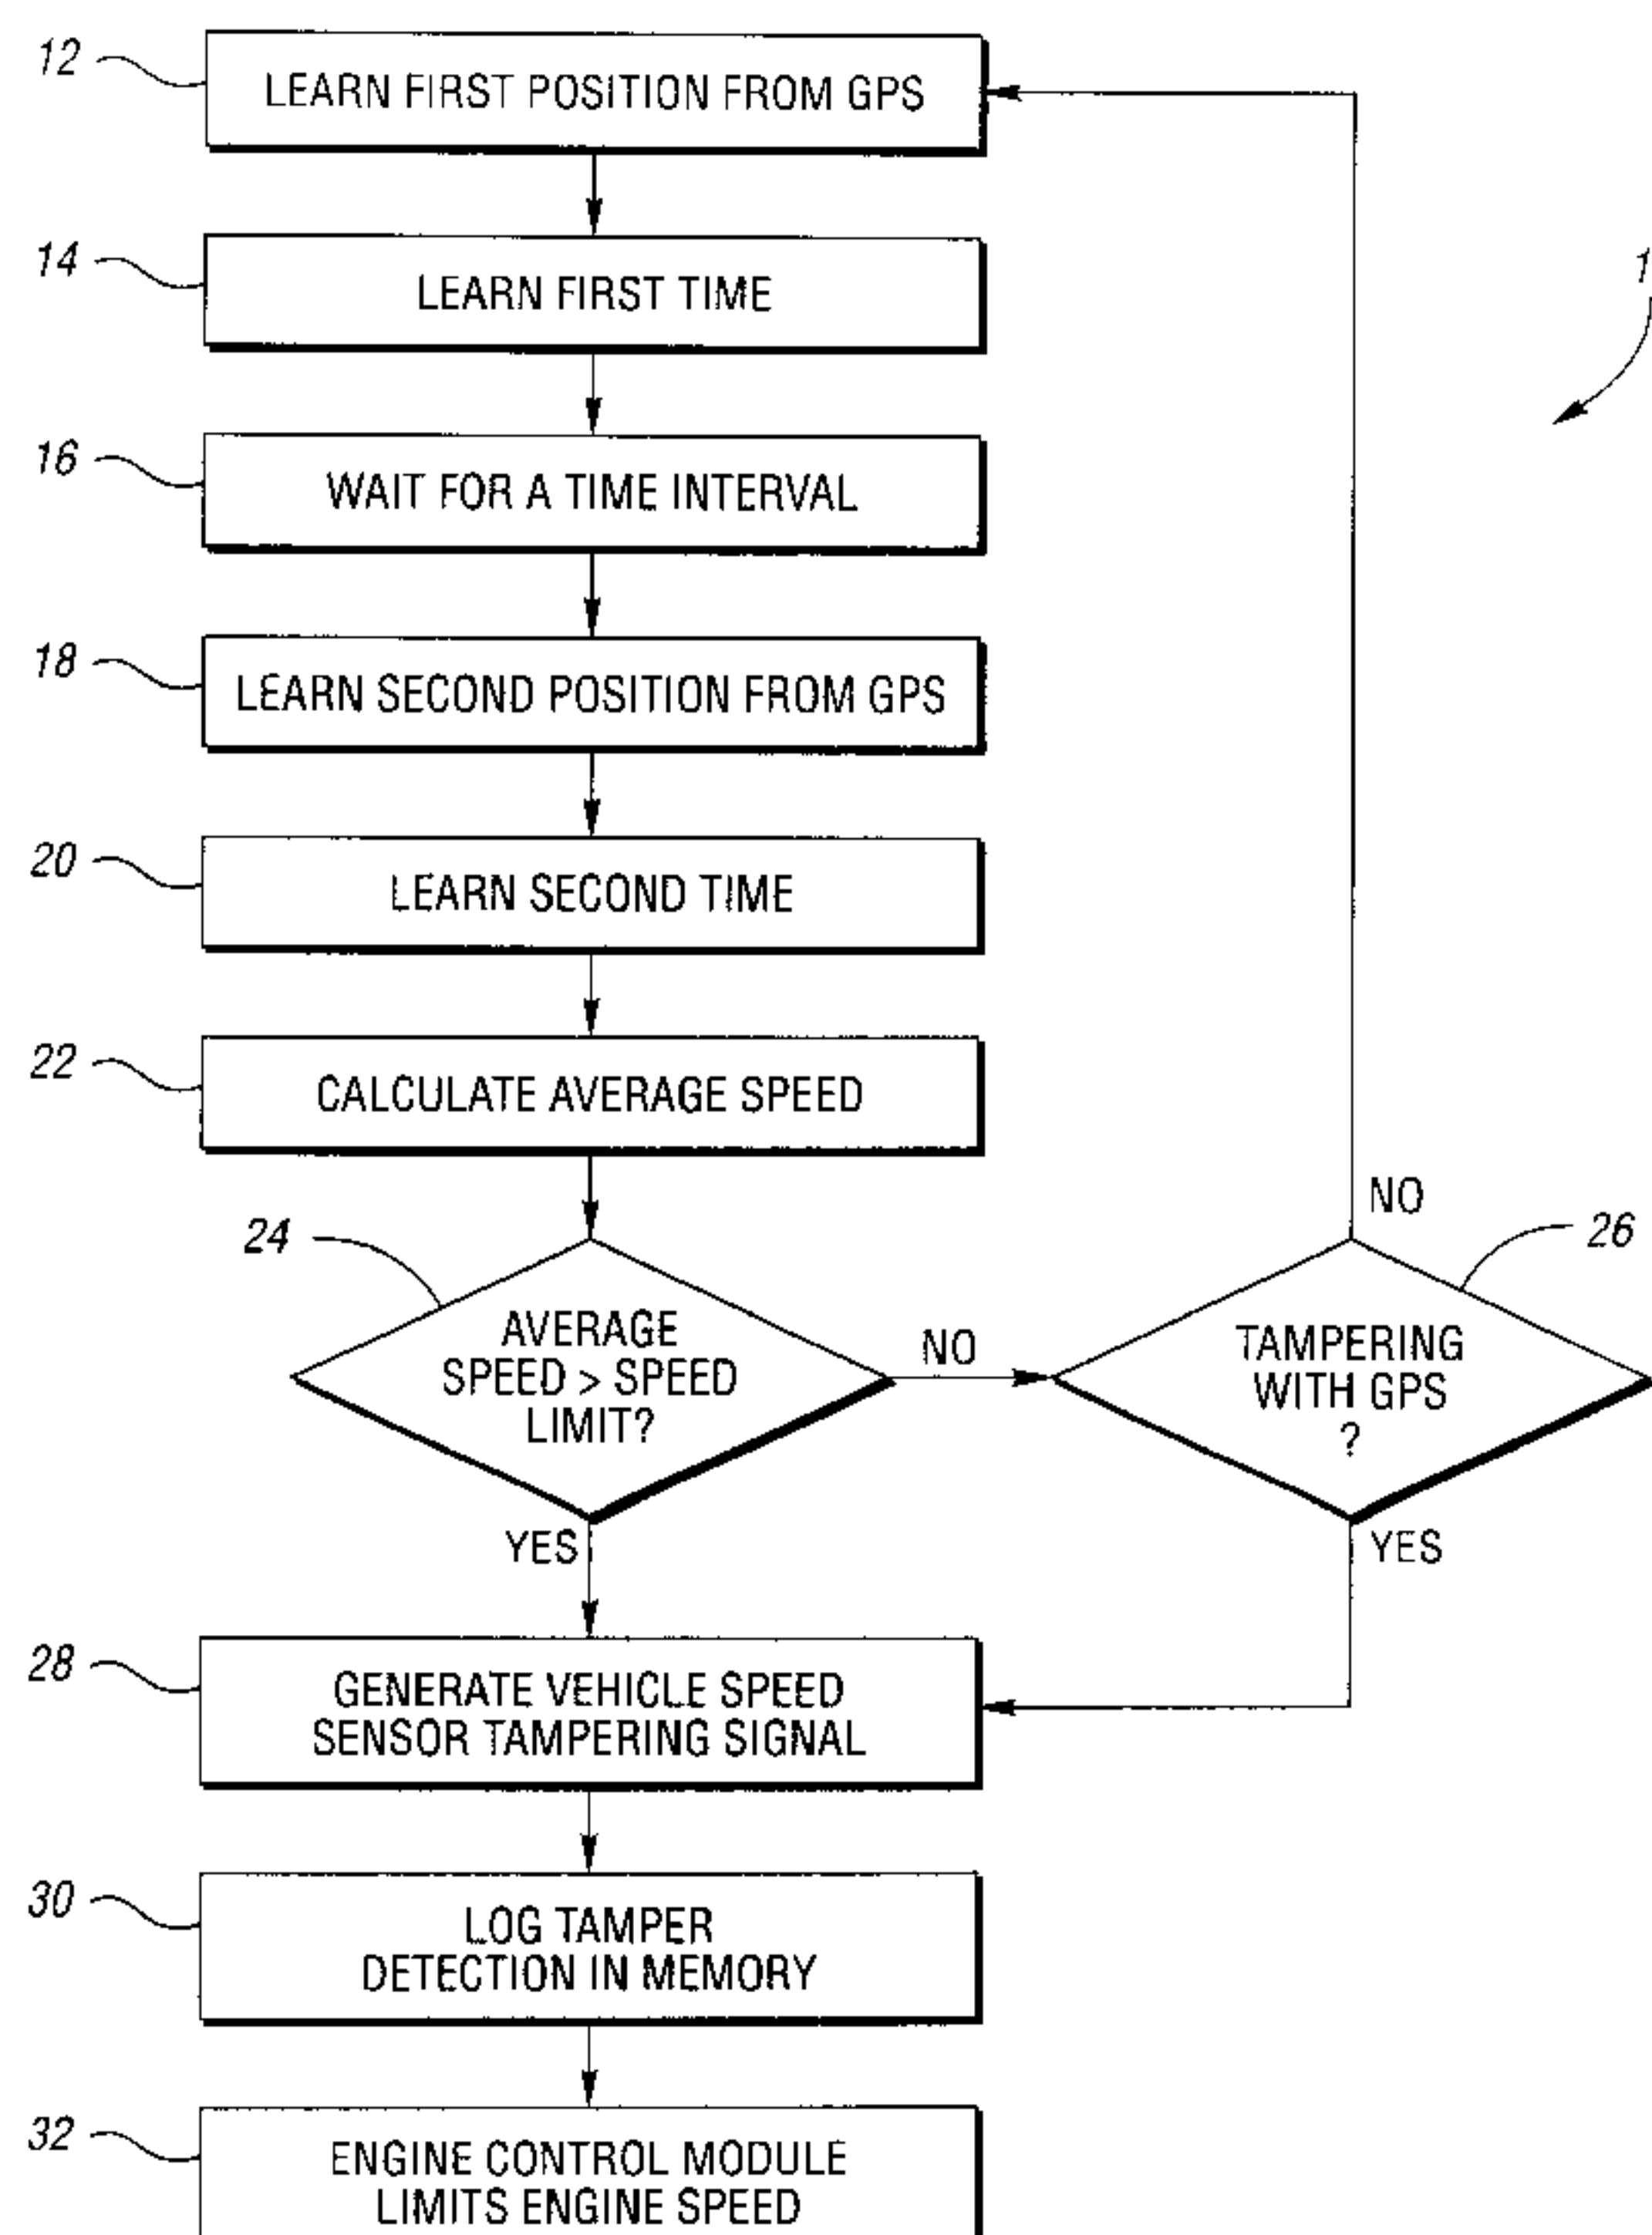 12
LEARN FIRST POSITION FROM GPS
14
LEARN FIRST TIME
1
16
WAIT FOR A TIME INTERVAL
18
LEARN SECOND POSITION FROM GPS
20
LEARN SECOND TIME
22
CALCULATE AVERAGE SPEED
24
AVERAGE
SPEED > SPEED
LIMIT?
NO
YES
26
TAMPERING
WITH GPS
?
NO
YES
28
GENERATE VEHICLE SPEED
SENSOR TAMPERING SIGNAL
30
LOG TAMPER
DETECTION IN MEMORY
32
ENGINE CONTROL MODULE
LIMITS ENGINE SPEED